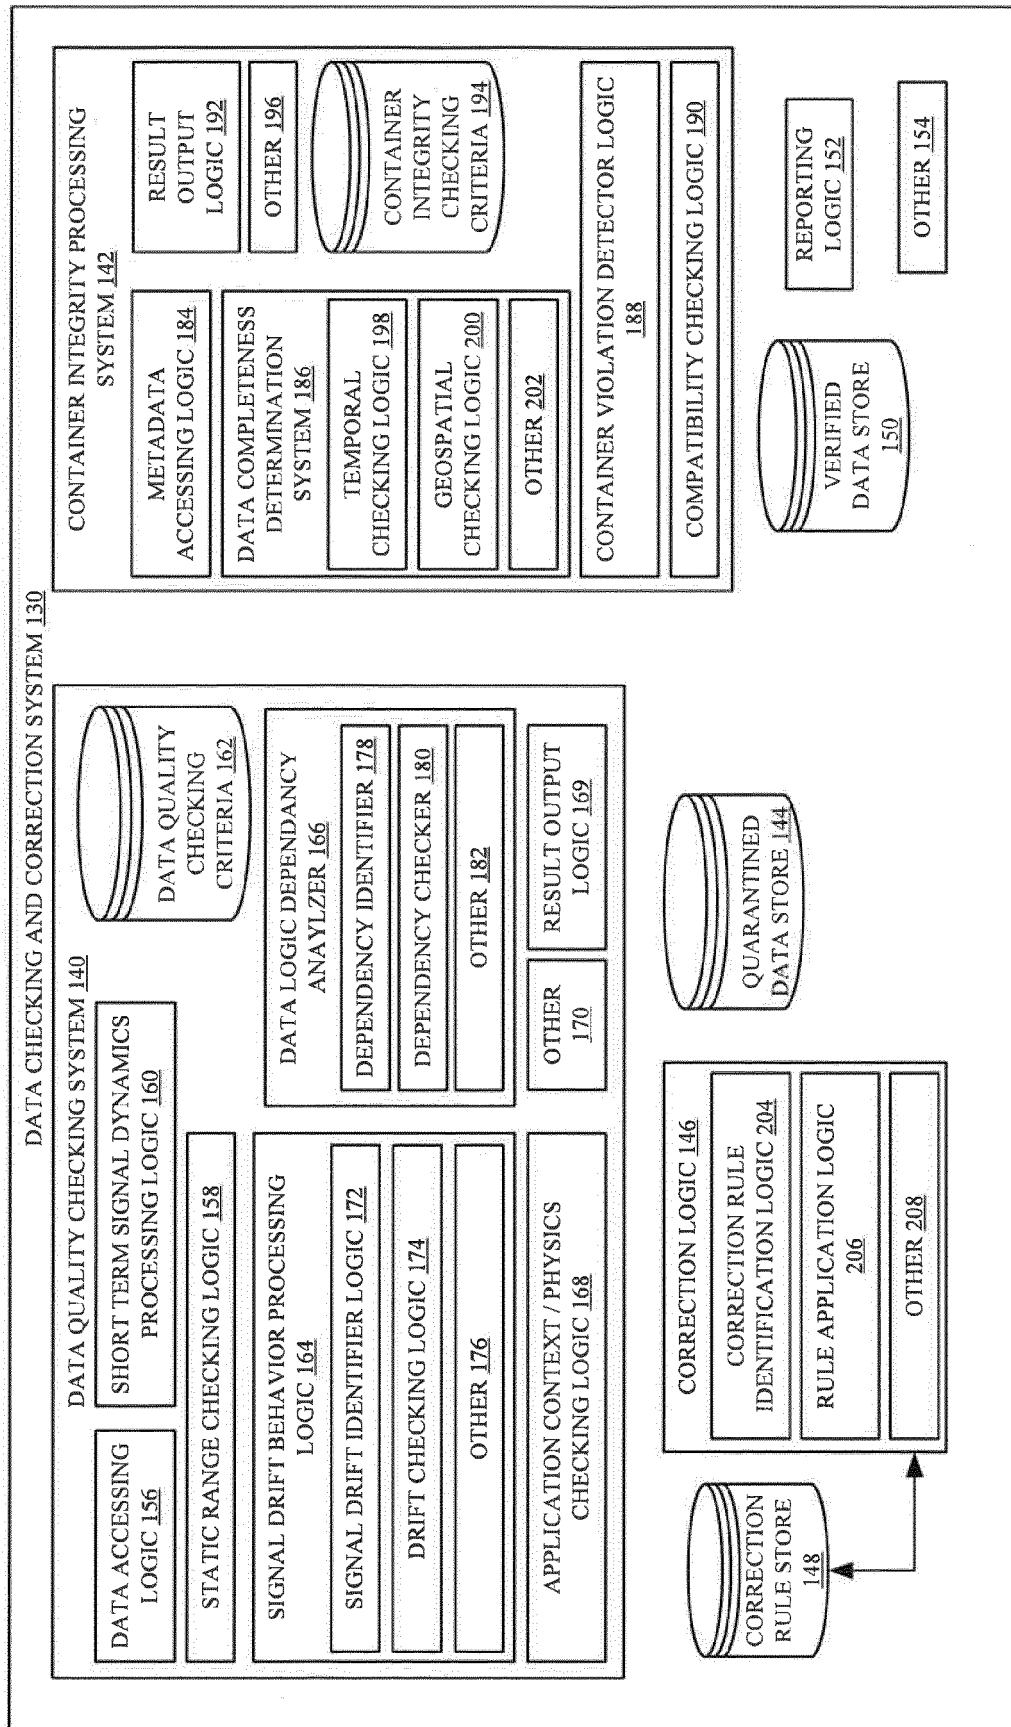 DATA CHECKING AND CORRECTION SYSTEM 130
DATA QUALITY CHECKING SYSTEM 140
DATA ACCESSING
LOGIC 156
SHORT TERM SIGNAL DYNAMICS
PROCESSING LOGIC 160
STATIC RANGE CHECKING LOGIC 158
DATA QUALITY
CHECKING
CRITERIA 162
SIGNAL DRIFT BEHAVIOR PROCESSING
LOGIC 164
SIGNAL DRIFT IDENTIFIER LOGIC 172
DRIFT CHECKING LOGIC 174
OTHER 176
DATA LOGIC DEPENDANCY
ANAYLZER 166
DEPENDENCY IDENTIFIER 178
DEPENDENCY CHECKER 180
OTHER 182
APPLICATION CONTEXT / PHYSICS
CHECKING LOGIC 168
OTHER
170
RESULT OUTPUT
LOGIC 169
CONTAINER INTEGRITY PROCESSING
SYSTEM 142
METADATA
ACCESSING LOGIC 184
RESULT
OUTPUT
LOGIC 192
OTHER 196
DATA COMPLETENESS
DETERMINATION
SYSTEM 186
TEMPORAL
CHECKING LOGIC 198
GEOSPATIAL
CHECKING LOGIC 200
OTHER 202
CONTAINER
INTEGRITY
CHECKING
CRITERIA 194
CONTAINER VIOLATION DETECTOR LOGIC
188
COMPATIBILITY CHECKING LOGIC 190
CORRECTION
RULE STORE
148
CORRECTION LOGIC 146
CORRECTION RULE
IDENTIFICATION LOGIC 204
RULE APPLICATION LOGIC
206
OTHER 208
QUARANTINED
DATA STORE 144
VERIFIED
DATA STORE
150
REPORTING
LOGIC 152
OTHER 154